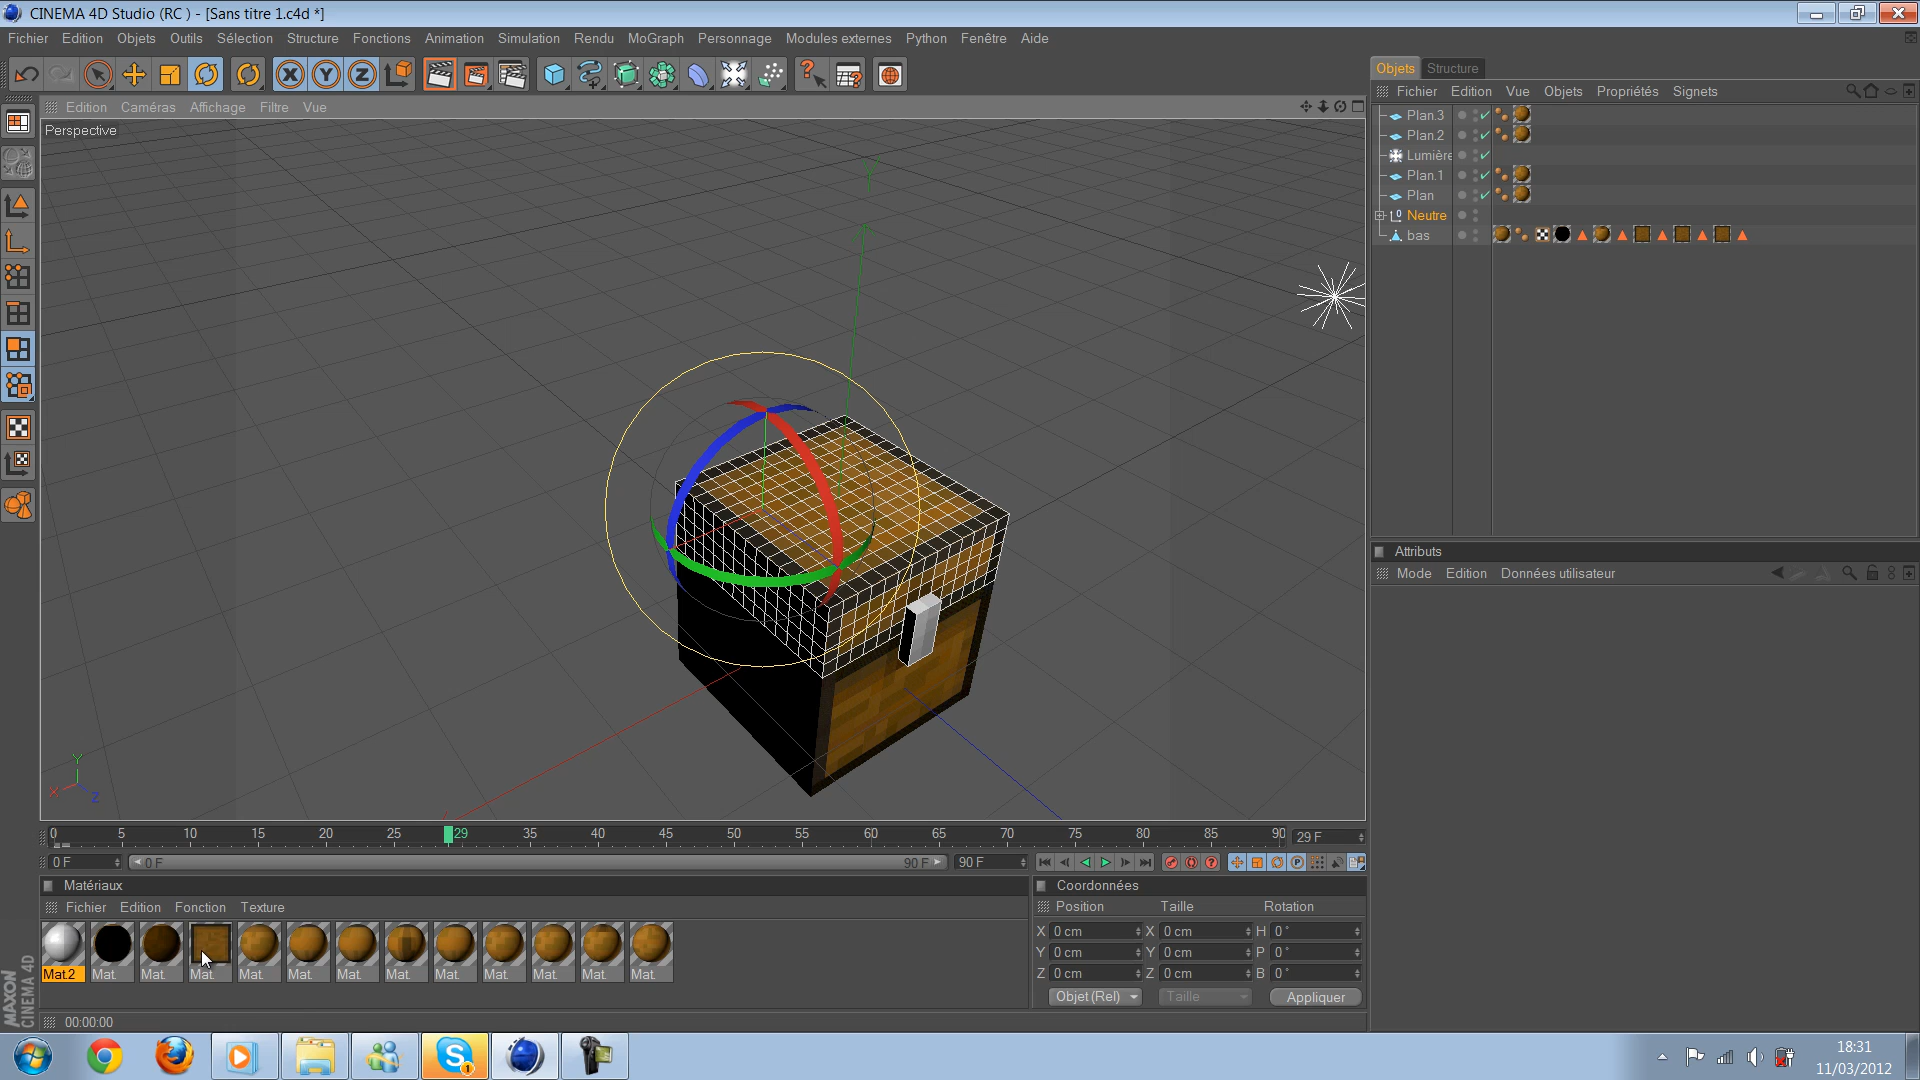 CINEMA 4D Studio (RC ) - [Sans titre 1.c4d *]
Fichier Edition Objets Outils Sélection Structure Fonctions Animation Simulation Rendu MoGraph Personnage Modules externes Python Fenêtre Aide
X Y Z
Edition Caméras Affichage Filtre Vue
Perspective
Y
Y
X
Z
Objets Structure
Fichier Edition Vue Objets Propriétés Signets
Plan.3
Plan.2
Lumière
Plan.1
Plan
Neutre
bas
Attributs
Mode Edition Données utilisateur
0 5 10 15 20 25 29 35 40 45 50 55 60 65 70 75 80 85 90 29 F
0 F 0 F 90 F 90 F
Matériaux
Fichier Edition Fonction Texture
Mat.2 Mat. Mat. Mat. Mat. Mat. Mat. Mat. Mat. Mat. Mat. Mat. Mat.
Coordonnées
Position Taille Rotation
X 0 cm X 0 cm H 0 °
Y 0 cm Y 0 cm P 0 °
Z 0 cm Z 0 cm B 0 °
Objet (Rel) Taille Appliquer
MAXON
CINEMA 4D
00:00:00
1
18:31
11/03/2012